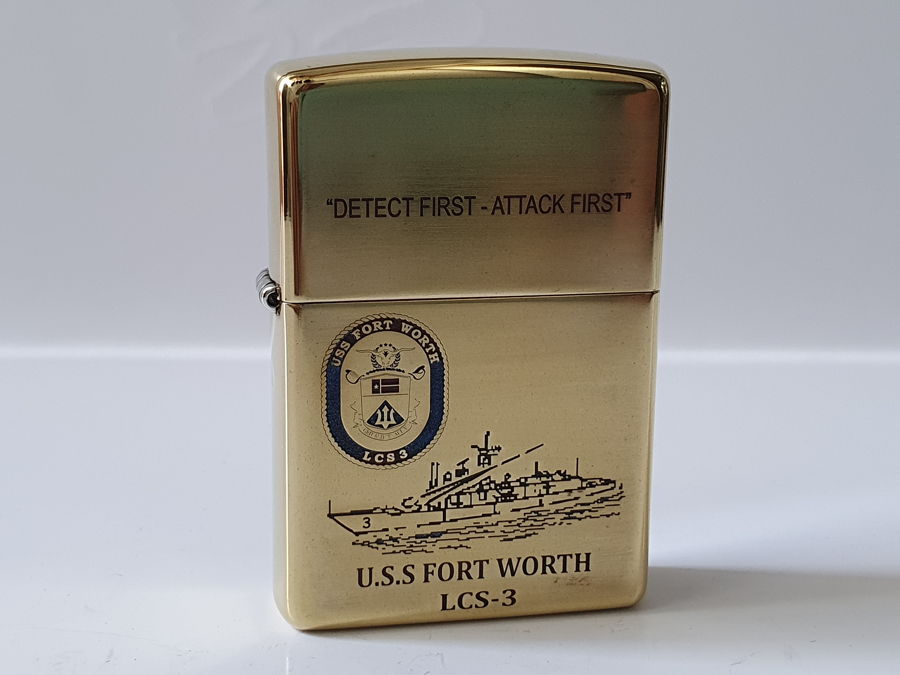 “DETECT FIRST - ATTACK FIRST”
USS FORT WORTH
LCS 3
3
U.S.S FORT WORTH
LCS-3